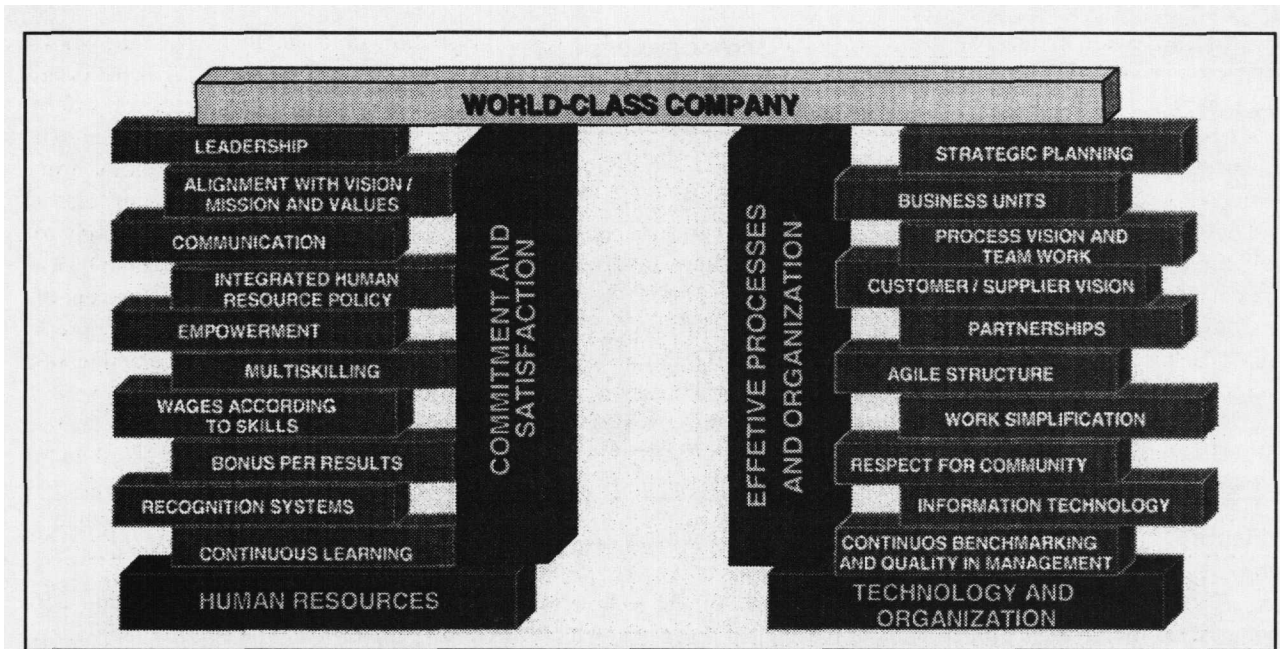 WORLD-CLASS COMPANY
LEADERSHIP
ALIGNMENT WITH VISION /
MISSION AND VALUES
COMMUNICATION
INTEGRATED HUMAN
RESOURCE POLICY
EMPOWERMENT
MULTISKILLING
WAGES ACCORDING
TO SKILLS
BONUS PER RESULTS
RECOGNITION SYSTEMS
CONTINUOUS LEARNING
HUMAN RESOURCES
COMMITMENT AND
SATISFACTION
EFFETIVE PROCESSES
AND ORGANIZATION
STRATEGIC PLANNING
BUSINESS UNITS
PROCESS VISION AND
TEAM WORK
CUSTOMER / SUPPLIER VISION
PARTNERSHIPS
AGILE STRUCTURE
WORK SIMPLIFICATION
RESPECT FOR COMMUNITY
INFORMATION TECHNOLOGY
CONTINUOS BENCHMARKING
AND QUALITY IN MANAGEMENT
TECHNOLOGY AND
ORGANIZATION